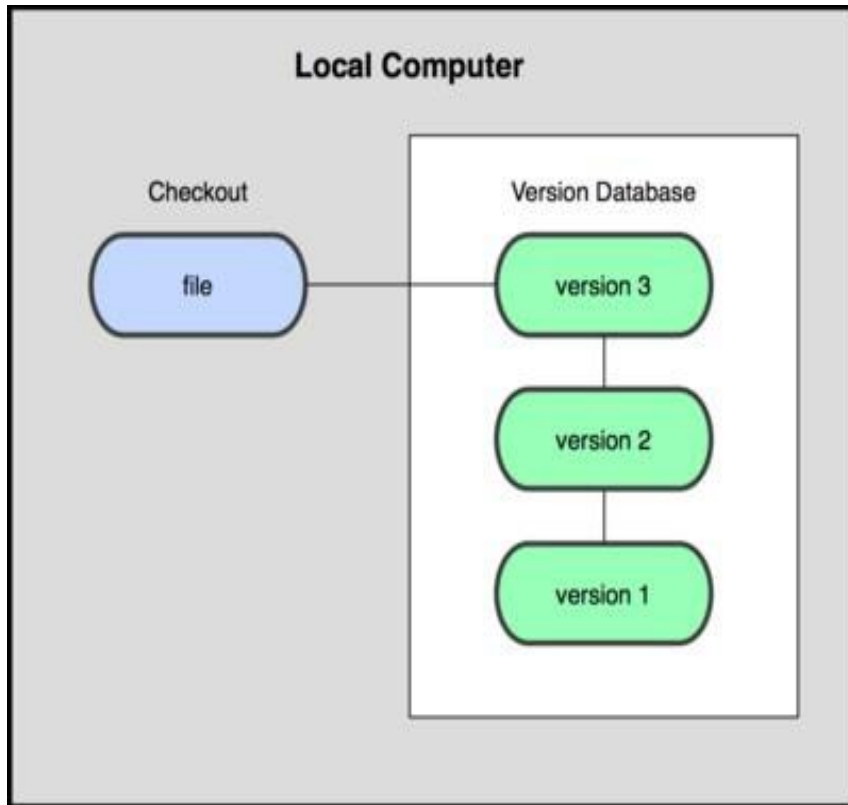 Local Computer
Checkout
Version Database
file
version 3
version 2
version 1